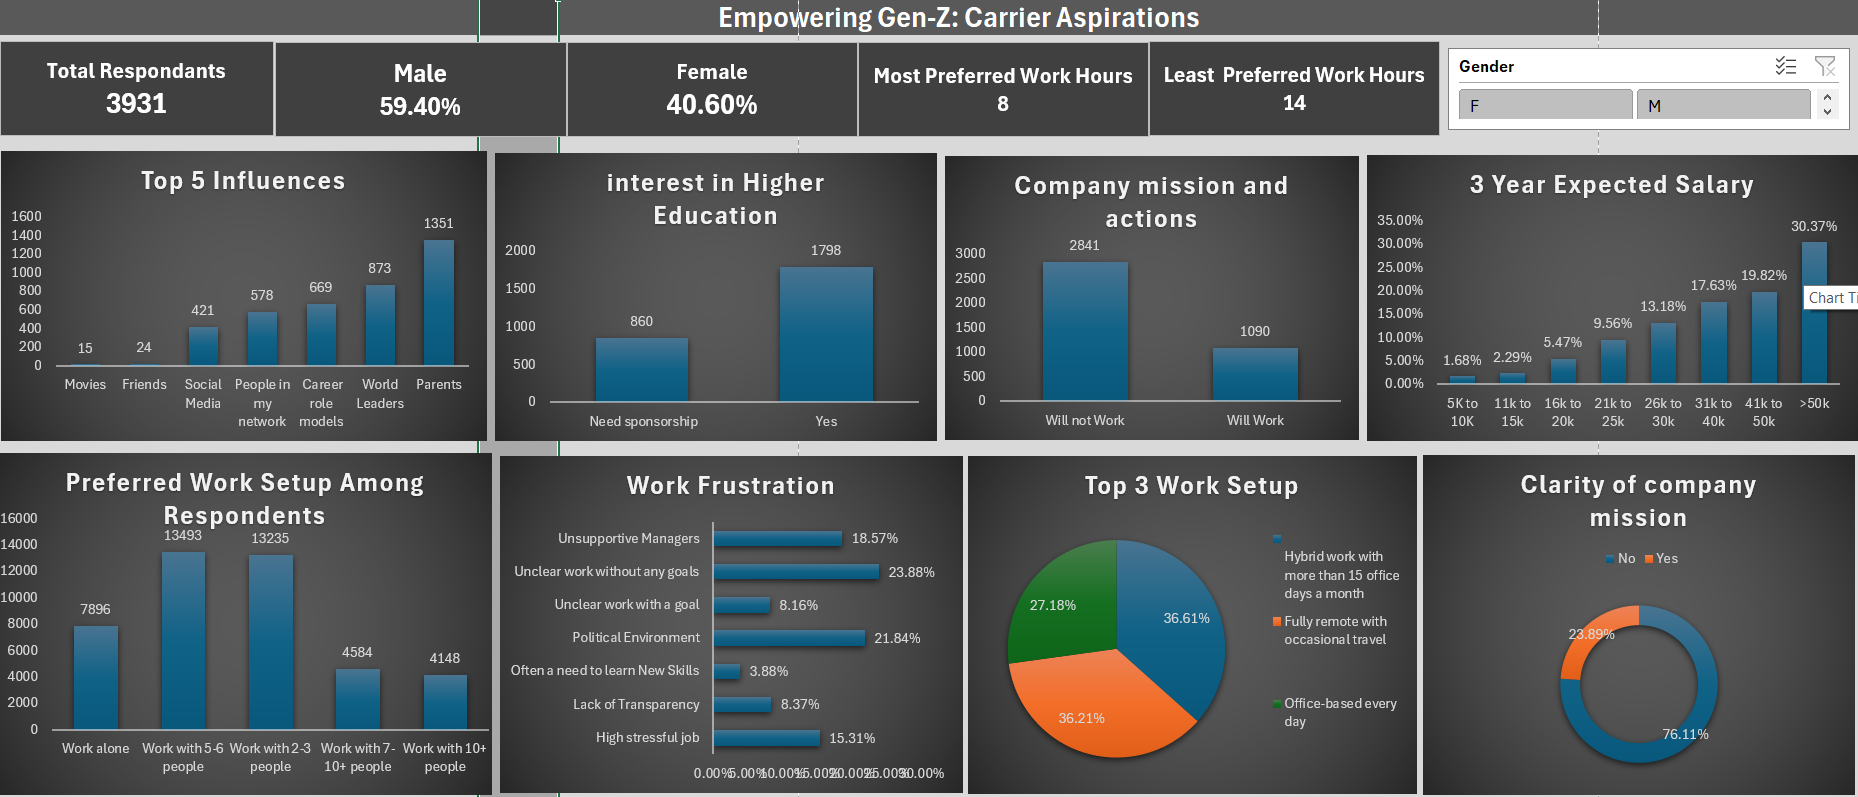 Empowering Gen-Z: Carrier Aspirations
Total Respondants
3931
Male
59.40%
Female
40.60%
Most Preferred Work Hours
8
Least  Preferred Work Hours
14
Gender
F
M
Top 5 Influences
1600
1400
1200
1000
800
600
400
200
0
15
24
421
578
669
873
1351
Movies
Friends
Social
Media
People in
my
network
Career
role
models
World
Leaders
Parents
interest in Higher
Education
2000
1500
1000
500
0
860
1798
Need sponsorship
Yes
Company mission and
actions
3000
2500
2000
1500
1000
500
0
2841
1090
Will not Work
Will Work
3 Year Expected Salary
35.00%
30.00%
25.00%
20.00%
15.00%
10.00%
5.00%
0.00%
1.68%
2.29%
5.47%
9.56%
13.18%
17.63%
19.82%
30.37%
5K to
10K
11k to
15k
16k to
20k
21k to
25k
26k to
30k
31k to
40k
41k to
50k
>50k
Chart Ti
Preferred Work Setup Among
Respondents
16000
14000
12000
10000
8000
6000
4000
2000
0
7896
13493
13235
4584
4148
Work alone
Work with 5-6
people
Work with 2-3
people
Work with 7-
10+ people
Work with 10+
people
Work Frustration
Unsupportive Managers
18.57%
Unclear work without any goals
23.88%
Unclear work with a goal
8.16%
Political Environment
21.84%
Often a need to learn New Skills
3.88%
Lack of Transparency
8.37%
High stressful job
15.31%
0.00% 5.00% 10.00% 15.00% 20.00% 25.00% 30.00%
Top 3 Work Setup
27.18%
36.61%
36.21%
Hybrid work with
more than 15 office
days a month
Fully remote with
occasional travel
Office-based every
day
Clarity of company
mission
No
Yes
23.89%
76.11%